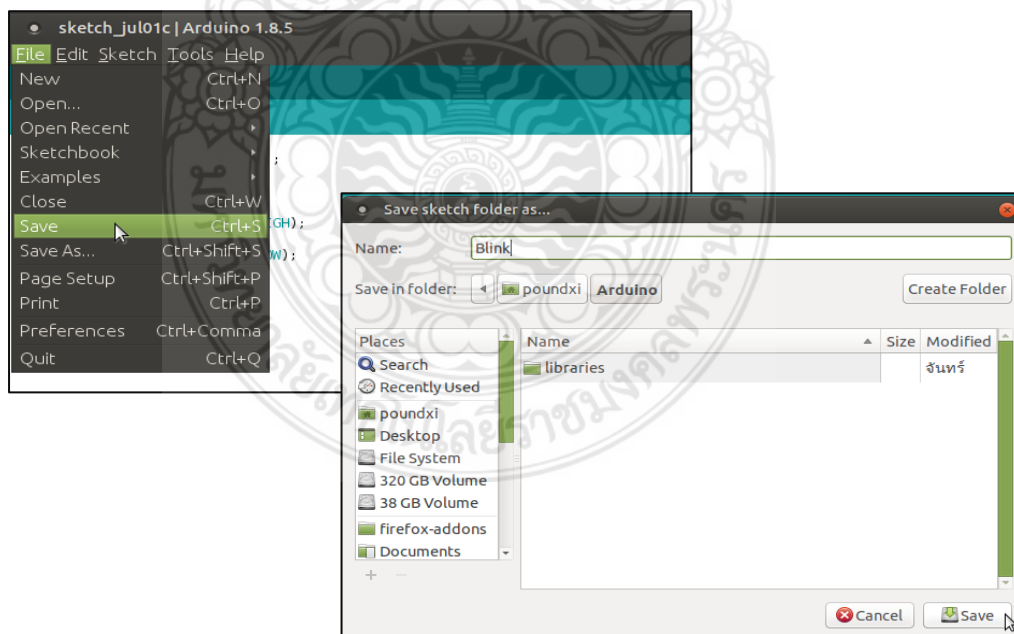 sketch_jul01c | Arduino 1.8.5
File Edit Sketch Tools Help
New Ctrl+N
Open... Ctrl+O
Open Recent
Sketchbook
Examples
;
Close Ctrl+W
Save Ctrl+S
GH);
Save As... Ctrl+Shift+S
W);
Page Setup Ctrl+Shift+P
Print Ctrl+P
Preferences Ctrl+Comma
Quit Ctrl+Q
Save sketch folder as...
Name: Blink
Save in folder: poundxi Arduino Create Folder
Places
Search
Recently Used
poundxi
Desktop
File System
320 GB Volume
38 GB Volume
firefox-addons
Documents
Name Size Modified
libraries จันทร์
Cancel Save